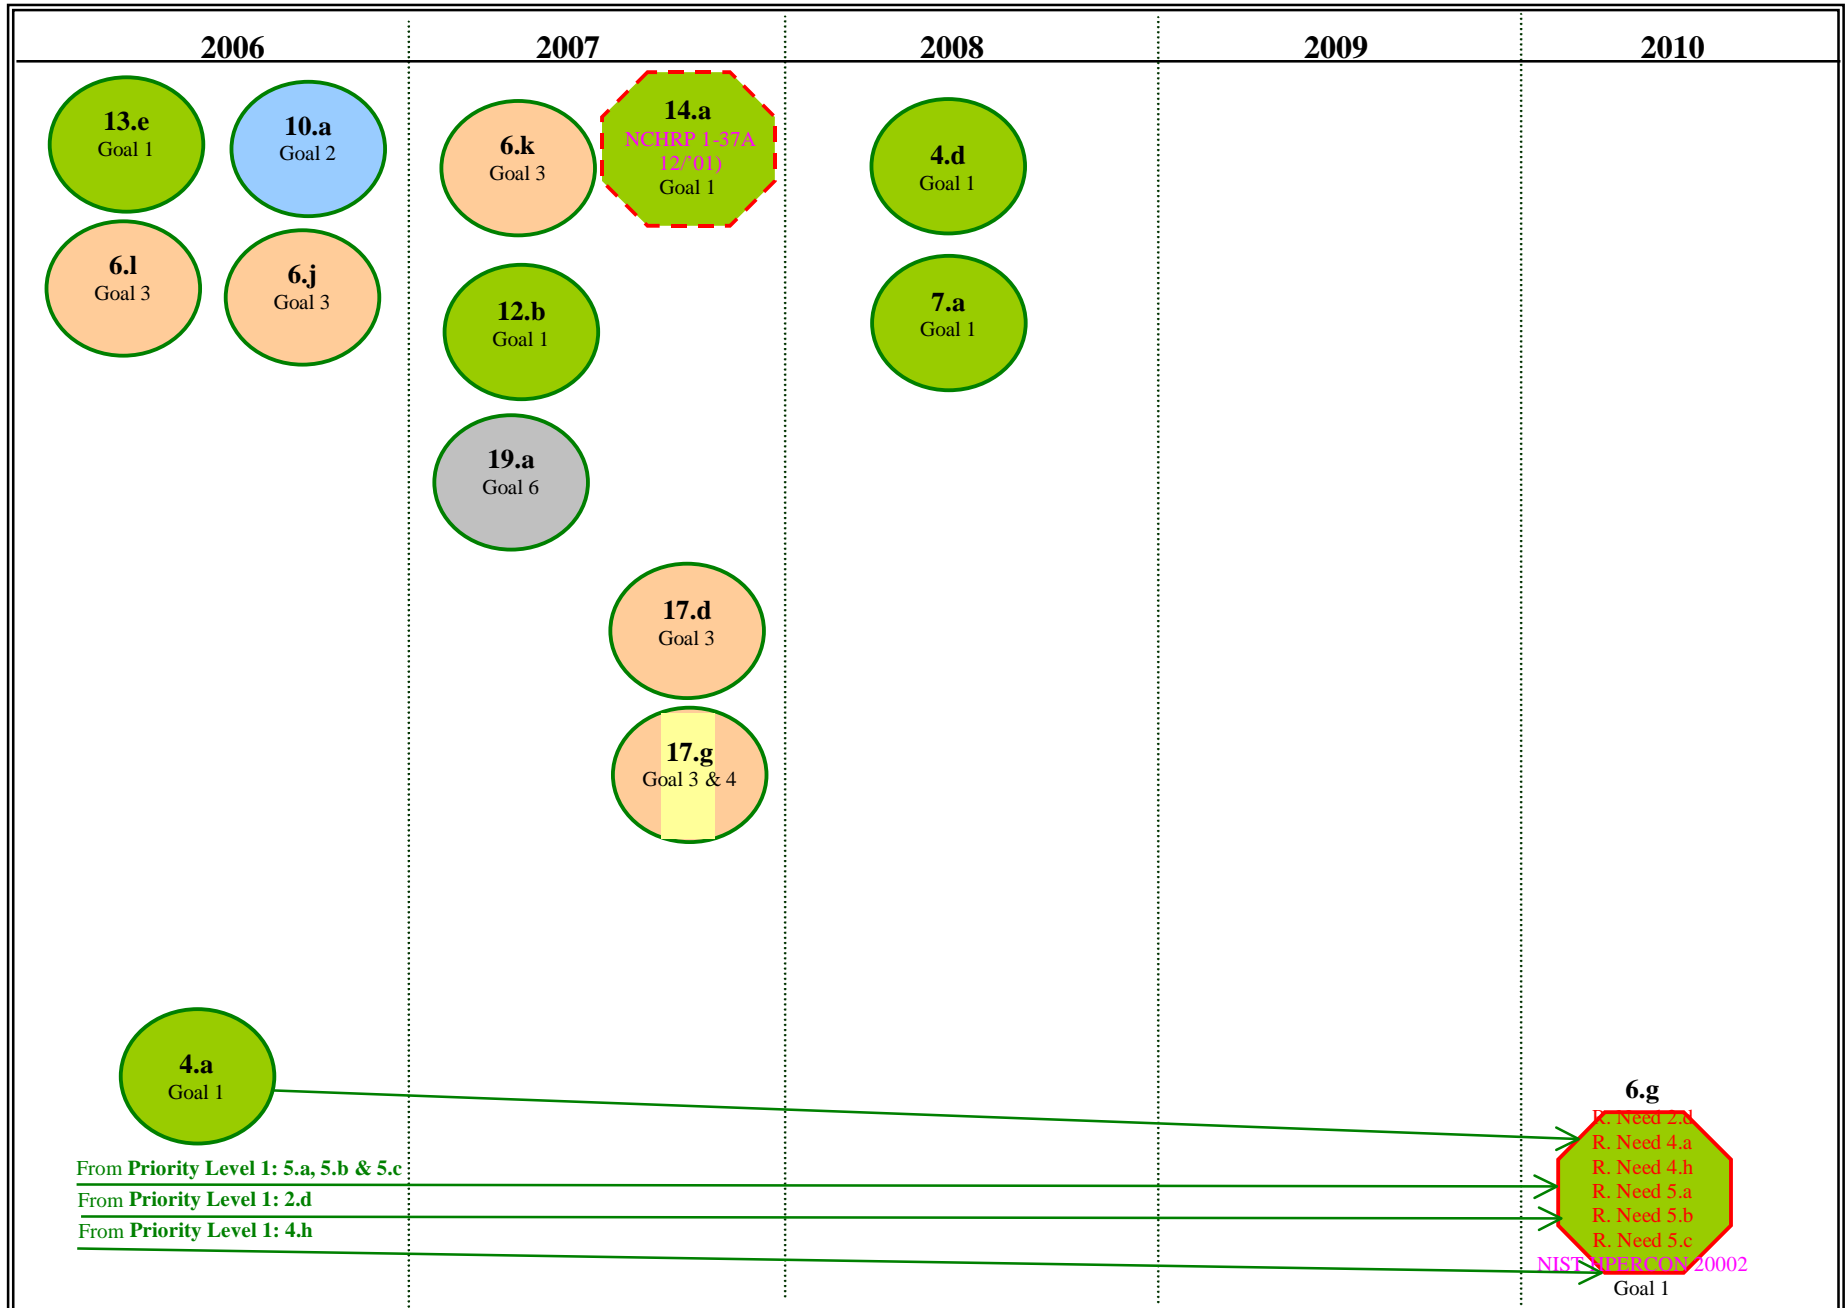 2006 2007 2008 2009 2010
13.e
Goal 1
10.a
Goal 2
6.l
Goal 3
6.j
Goal 3
6.k
Goal 3
14.a
NCHRP 1-37A
12/'01)
Goal 1
12.b
Goal 1
19.a
Goal 6
17.d
Goal 3
17.g
Goal 3 & 4
4.d
Goal 1
7.a
Goal 1
4.a
Goal 1
From Priority Level 1: 5.a, 5.b & 5.c
From Priority Level 1: 2.d
From Priority Level 1: 4.h
6.g
R. Need 2.d
R. Need 4.a
R. Need 4.h
R. Need 5.a
R. Need 5.b
R. Need 5.c
NIST 20002
Goal 1